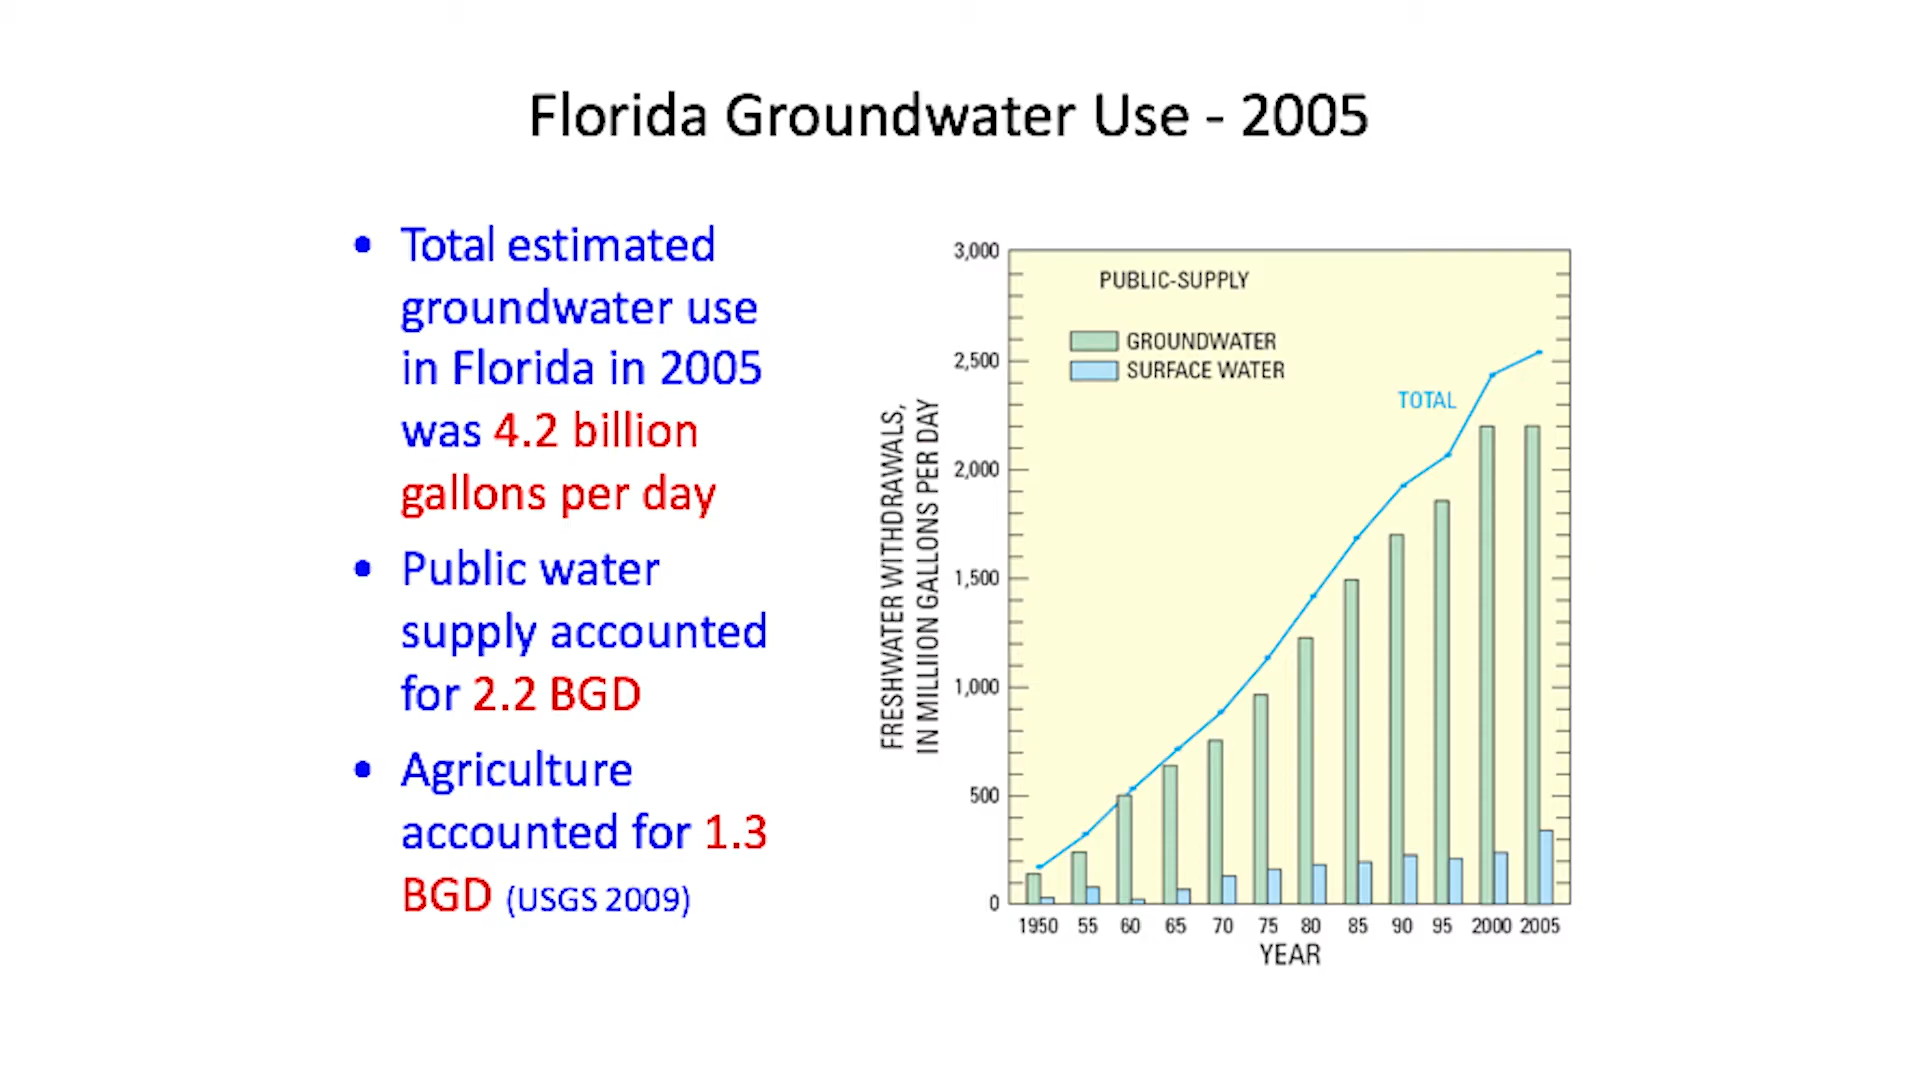 Florida Groundwater Use - 2005
• Total estimated
groundwater use
in Florida in 2005
was 4.2 billion
gallons per day
• Public water
supply accounted
for 2.2 BGD
• Agriculture
accounted for 1.3
BGD (USGS 2009)
FRESHWATER WITHDRAWALS,
IN MILLIION GALLONS PER DAY
3,000
2,500
2,000
1,500
1,000
500
0
PUBLIC-SUPPLY
GROUNDWATER
SURFACE WATER
TOTAL
1950 55 60 65 70 75 80 85 90 95 2000 2005
YEAR